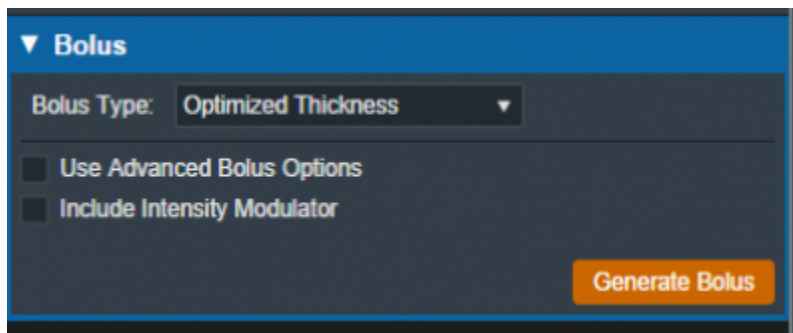 Bolus
Bolus Type: Optimized Thickness
Use Advanced Bolus Options
Include Intensity Modulator
Generate Bolus